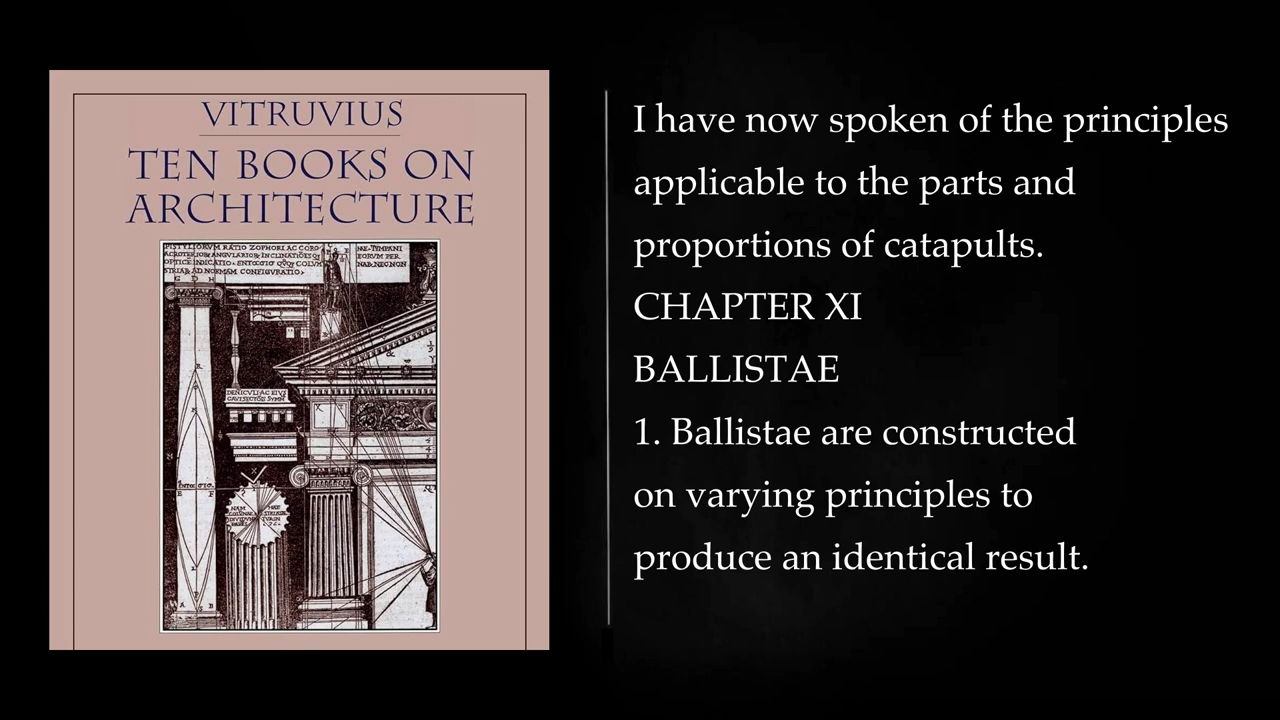 VITRUVIUS
TEN BOOKS ON
ARCHITECTURE
I have now spoken of the principles
applicable to the parts and
proportions of catapults.
CHAPTER XI
BALLISTAE
1. Ballistae are constructed
on varying principles to
produce an identical result.